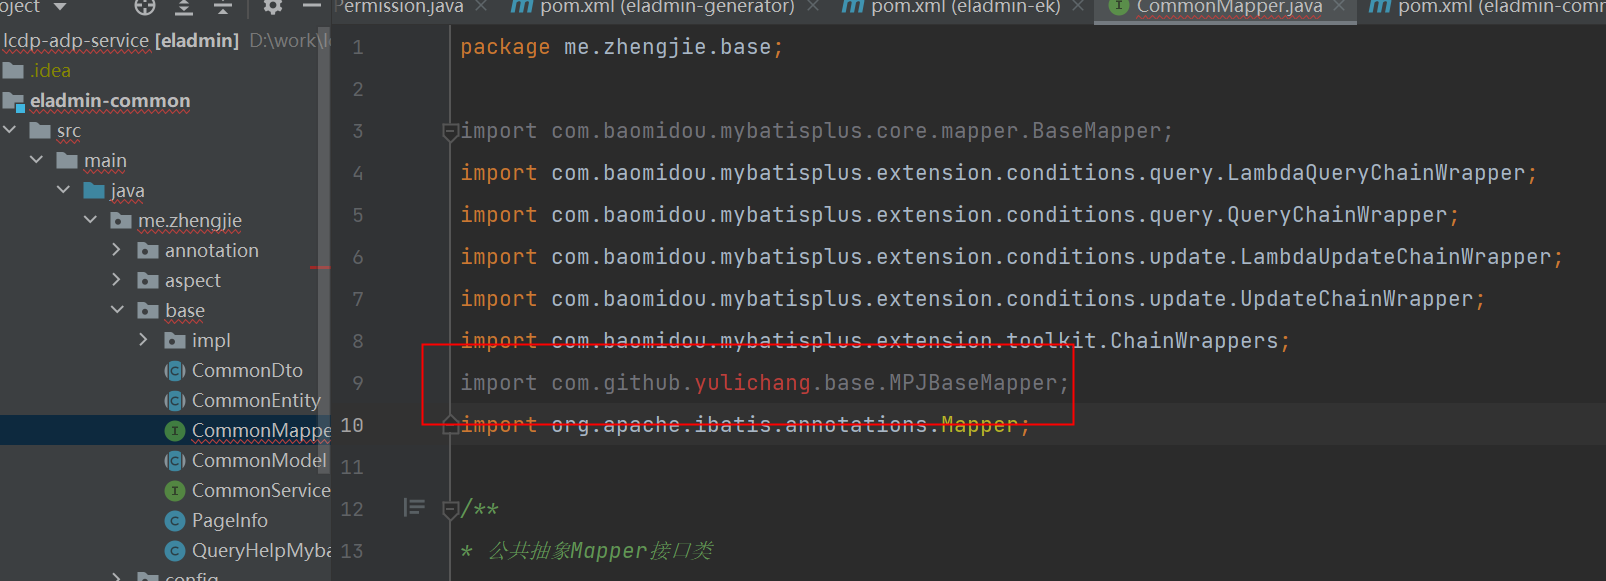 oject
Permission.java
pom.xml (eladmin-generator)
pom.xml (eladmin-ek)
CommonMapper.java
pom.xml (eladmin-com
lcdp-adp-service [eladmin] D:\work\l
.idea
eladmin-common
src
main
java
me.zhengjie
annotation
aspect
base
impl
CommonDto
CommonEntity
CommonMappe
CommonModel
CommonService
PageInfo
QueryHelpMyba
config
1 package me.zhengjie.base;
2
3 import com.baomidou.mybatisplus.core.mapper.BaseMapper;
4 import com.baomidou.mybatisplus.extension.conditions.query.LambdaQueryChainWrapper;
5 import com.baomidou.mybatisplus.extension.conditions.query.QueryChainWrapper;
6 import com.baomidou.mybatisplus.extension.conditions.update.LambdaUpdateChainWrapper;
7 import com.baomidou.mybatisplus.extension.conditions.update.UpdateChainWrapper;
8 import com.baomidou.mybatisplus.extension.toolkit.ChainWrappers;
9 import com.github.yulichang.base.MPJBaseMapper;
10 import org.apache.ibatis.annotations.Mapper;
11
12 /**
13 * 公共抽象Mapper接口类